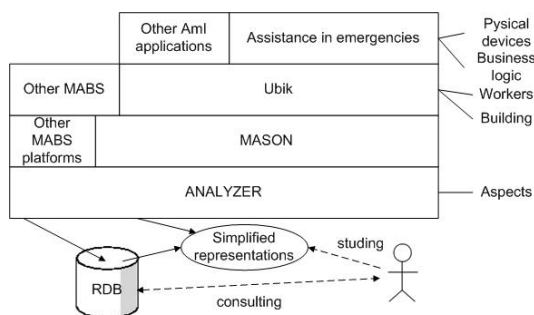 Other AmI
applications
Assistance in emergencies
Pysical
devices
Business
logic
Other MABS
Ubik
Workers
Building
Other
MABS
platforms
MASON
ANALYZER
Aspects
Simplified
representations
studing
RDB
consulting